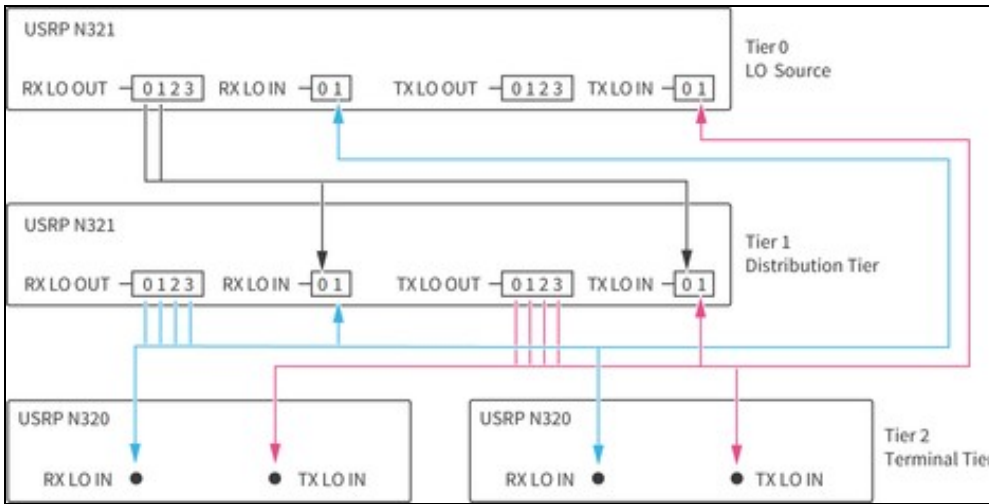 USRP N321
Tier 0
LO Source
RX LO OUT 0 1 2 3 RX LO IN 0 1 TX LO OUT 0 1 2 3 TX LO IN 0 1
USRP N321
Tier 1
Distribution Tier
RX LO OUT 0 1 2 3 RX LO IN 0 1 TX LO OUT 0 1 2 3 TX LO IN 0 1
USRP N320 USRP N320
Tier 2
Terminal Tier
RX LO IN TX LO IN RX LO IN TX LO IN